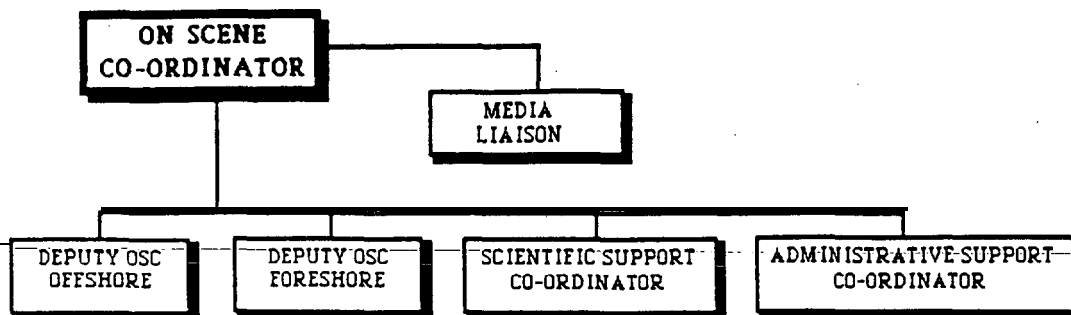 ON SCENE
CO-ORDINATOR
MEDIA
LIAISON
DEPUTY OSC
OFFSHORE
DEPUTY OSC
FORESHORE
SCIENTIFIC SUPPORT
CO-ORDINATOR
ADMINISTRATIVE SUPPORT
CO-ORDINATOR